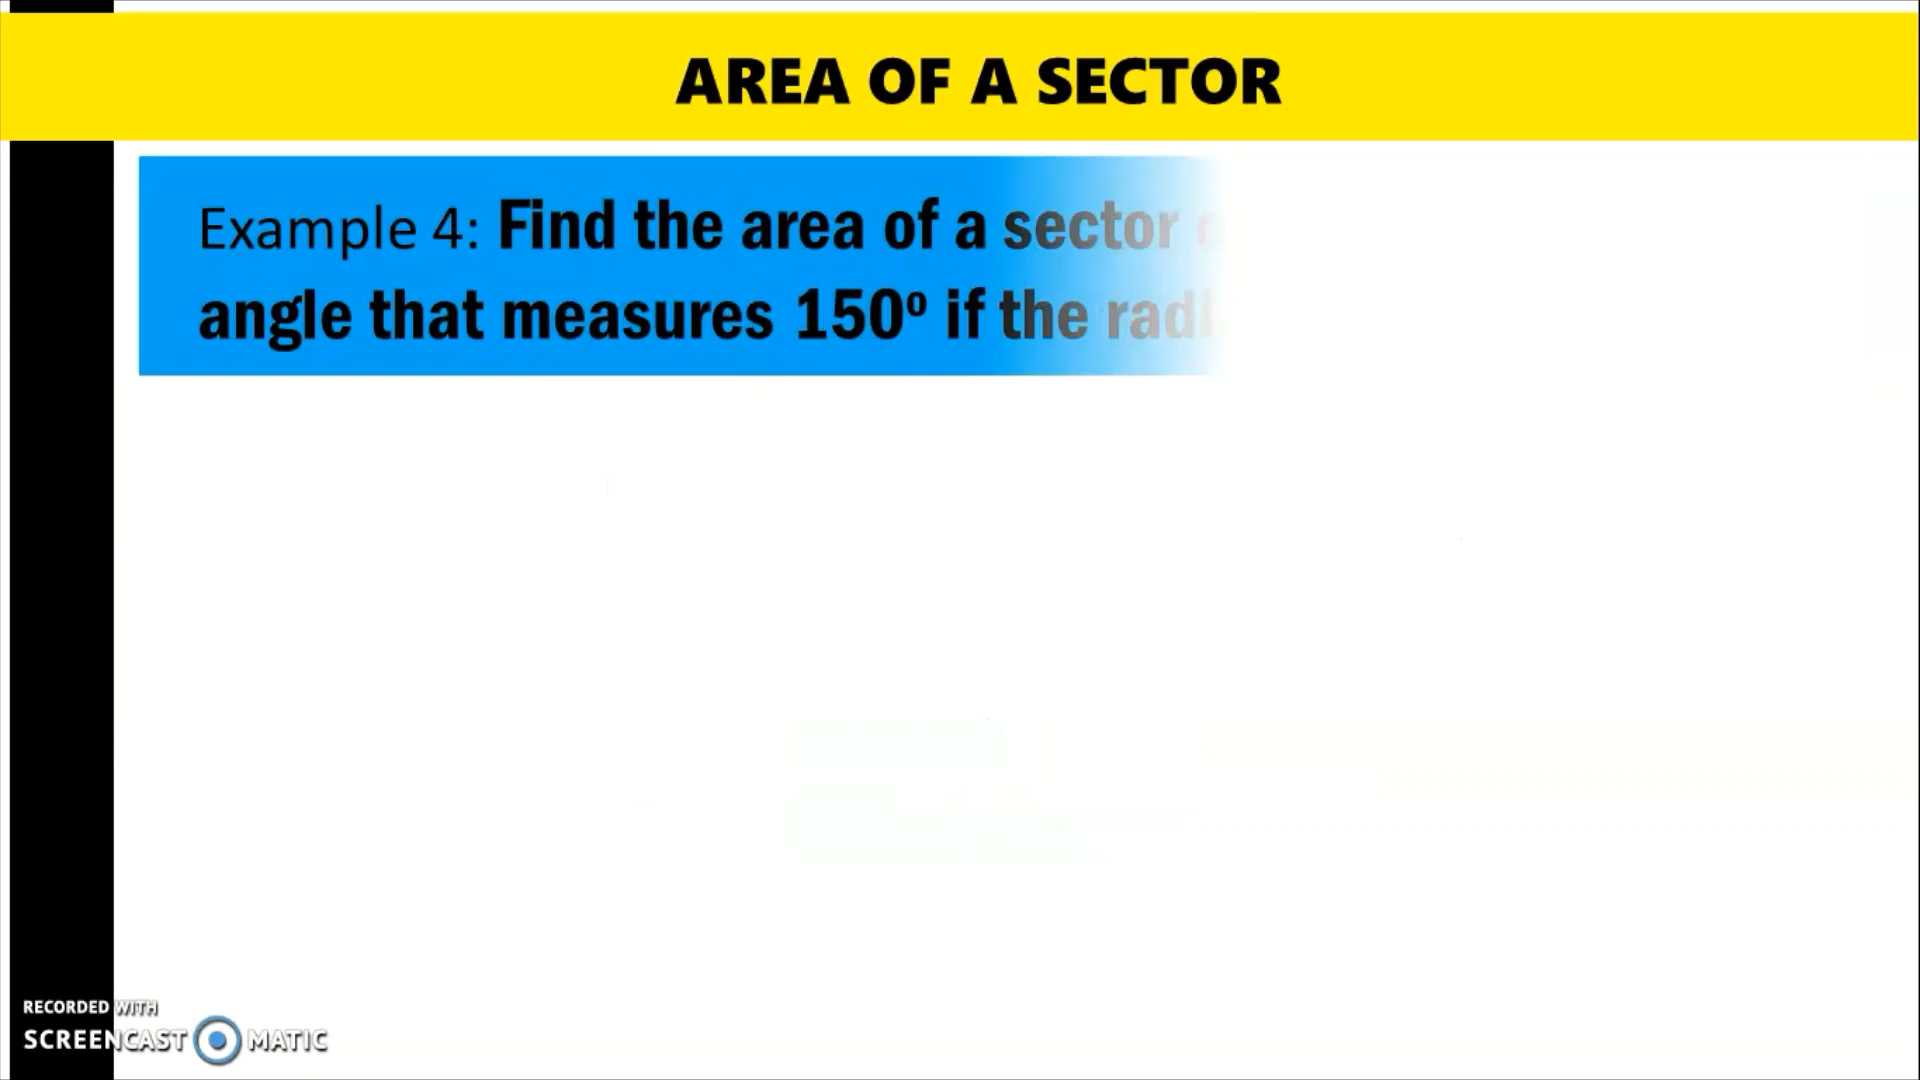 AREA OF A SECTOR
Example 4: Find the area of a sector
angle that measures 150º if the
RECORDED WITH
SCREENCAST MATIC